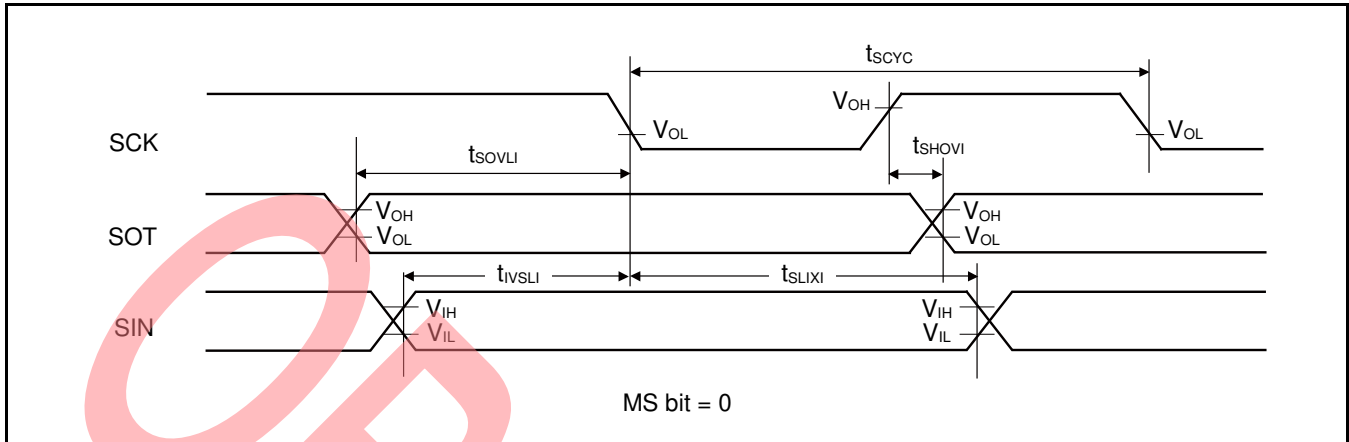 tSCYC
VOH
SCK
VOL
VOL
tSOVLI
tSHOVI
VOH
VOH
SOT
VOL
VOL
tIVSLI
tSLIXI
VIH
VIH
SIN
VIL
VIL
MS bit = 0